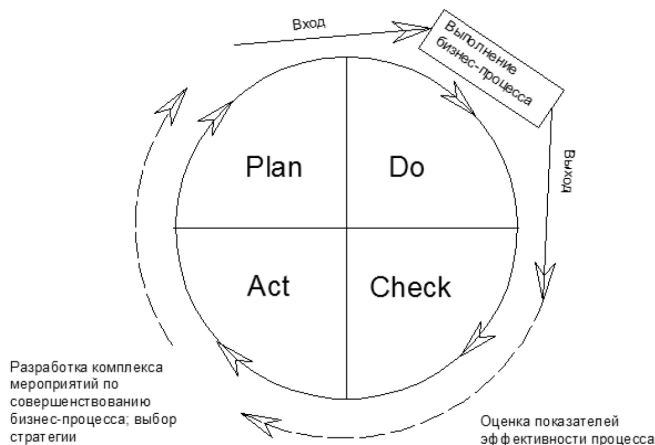 Вход
Выполнение
бизнес-процесса
Plan
Do
Выход
Act
Check
Разработка комплекса
мероприятий по
совершенствованию
бизнес-процесса; выбор
стратегии
Оценка показателей
эффективности процесса